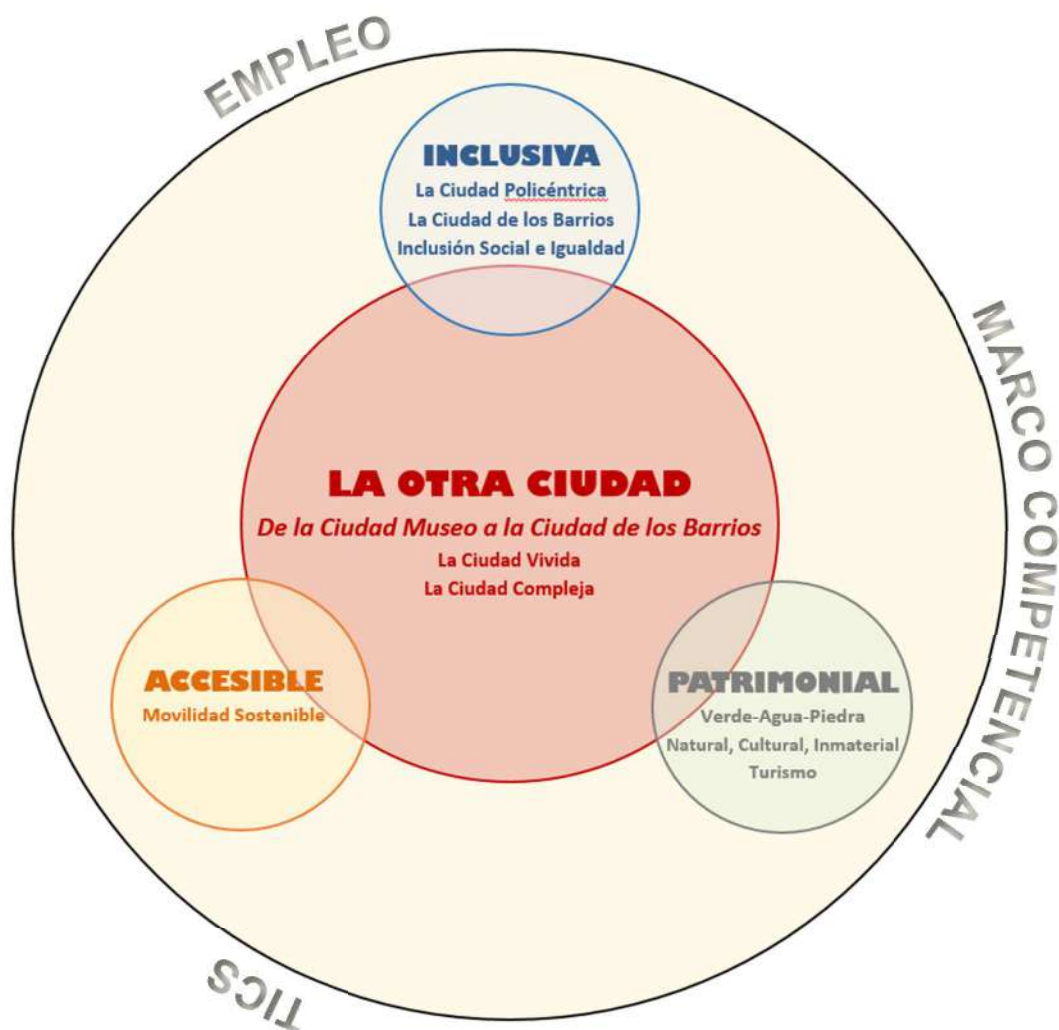 EMPLEO
INCLUSIVA
La Ciudad Policéntrica
La Ciudad de los Barrios
Inclusión Social e Igualdad
MARCO COMPETENCIAL
LA OTRA CIUDAD
De la Ciudad Museo a la Ciudad de los Barrios
La Ciudad Vivida
La Ciudad Compleja
ACCESIBLE
Movilidad Sostenible
PATRIMONIAL
Verde-Agua-Piedra
Natural, Cultural, Inmaterial
Turismo
TICS